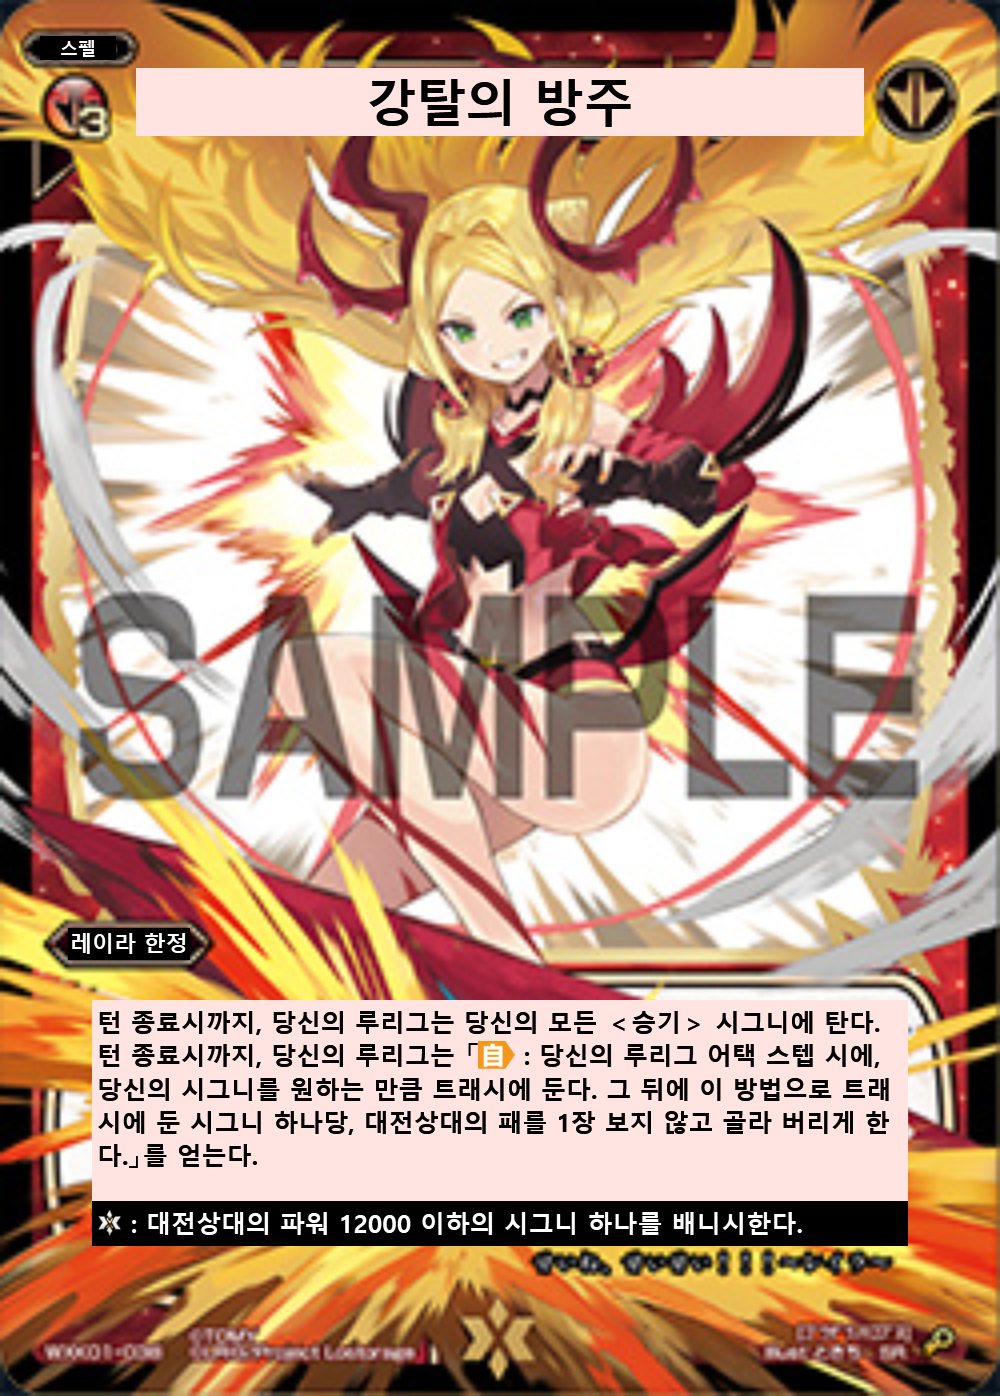 스펠
강탈의 방주
3
SAMPLE
레이라 한정
턴 종료시까지, 당신의 루리그는 당신의 모든 <승기> 시그니에 탄다.
턴 종료시까지, 당신의 루리그는 「自 : 당신의 루리그 어택 스텝 시에,
당신의 시그니를 원하는 만큼 트래시에 둔다. 그 뒤에 이 방법으로 트래
시에 둔 시그니 하나당, 대전상대의 패를 1장 보지 않고 골라 버리게 한
다.」를 얻는다.
: 대전상대의 파워 12000 이하의 시그니 하나를 배니시한다.
©TOMY
WXK01-038